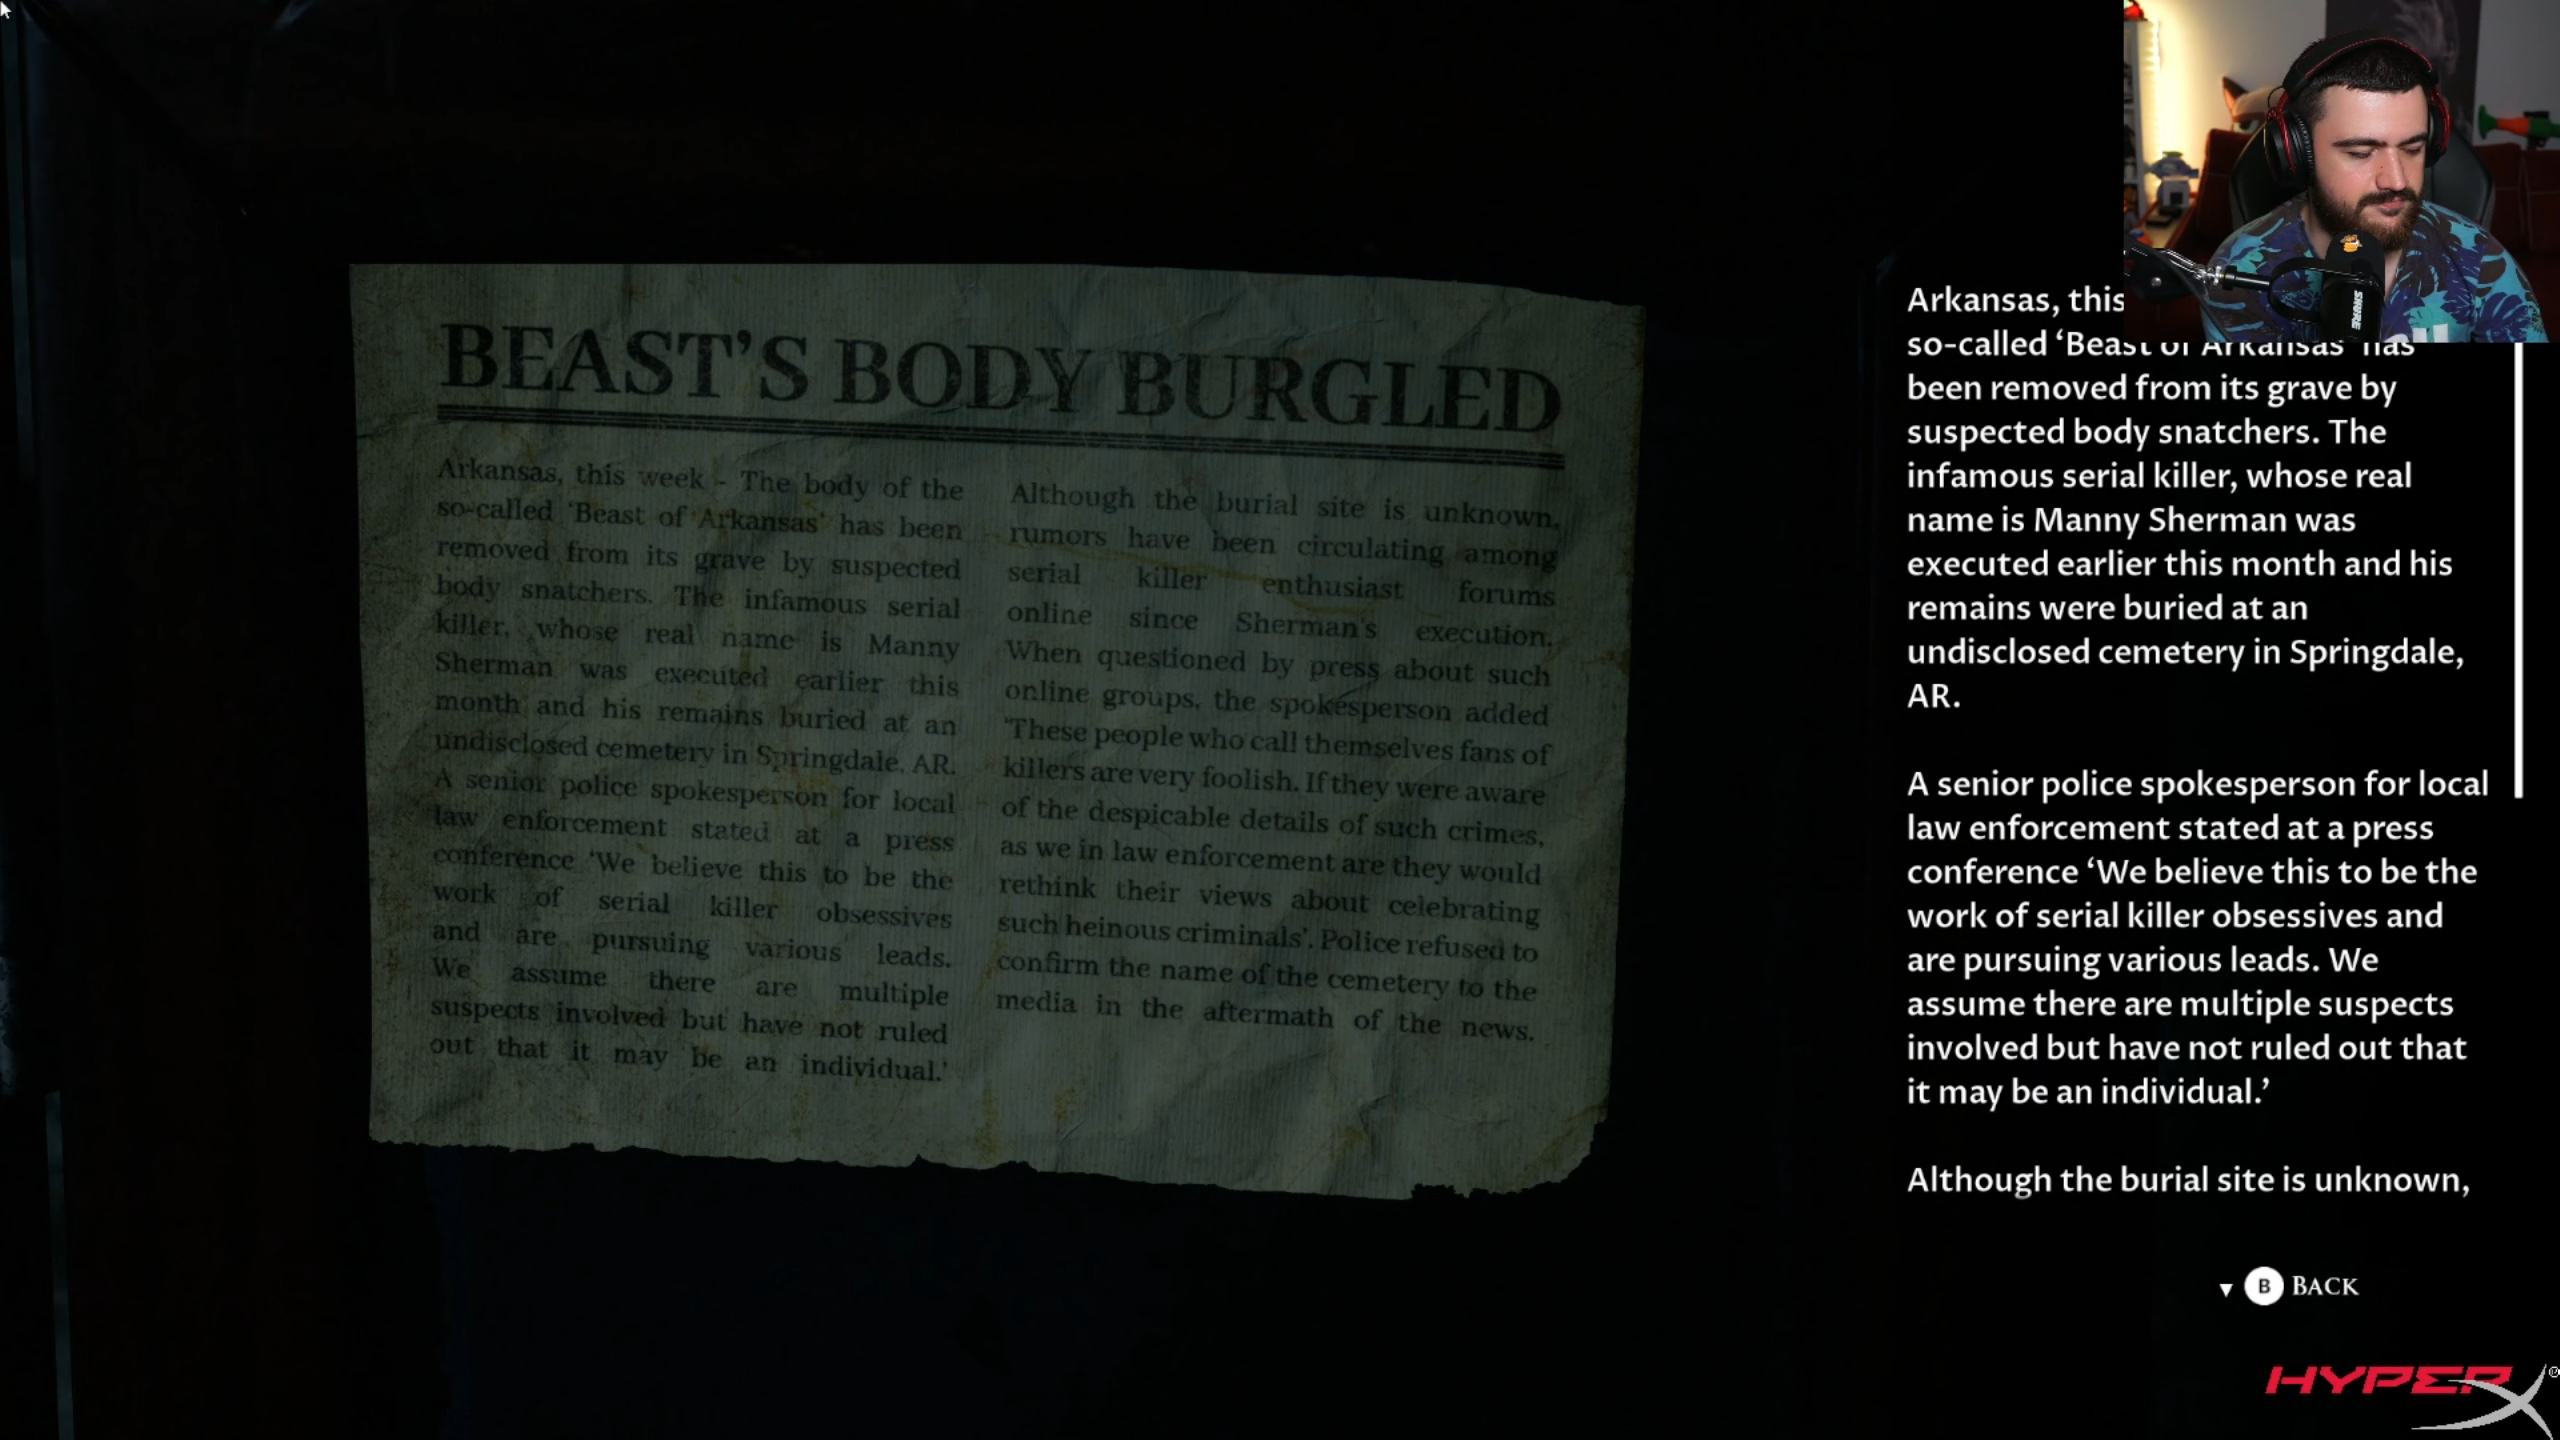 BEAST'S BODY BURGLED
Arkansas, this week - The body of the
so-called 'Beast of Arkansas' has been
removed from its grave by suspected
body snatchers. The infamous serial
killer, whose real name is Manny
Sherman was executed earlier this
month and his remains buried at an
undisclosed cemetery in Springdale, AR.
A senior police spokesperson for local
law enforcement stated at a press
conference 'We believe this to be the
work of serial killer obsessives
and are pursuing various leads.
We assume there are multiple
suspects involved but have not ruled
out that it may be an individual.'
Although the burial site is unknown,
rumors have been circulating among
serial killer enthusiast forums
online since Sherman's execution.
When questioned by press about such
online groups, the spokesperson added
'These people who call themselves fans of
killers are very foolish. If they were aware
of the despicable details of such crimes,
as we in law enforcement are they would
rethink their views about celebrating
such heinous criminals'. Police refused to
confirm the name of the cemetery to the
media in the aftermath of the news.
Arkansas, this
so-called ‘Beast of Arkansas’ has
been removed from its grave by
suspected body snatchers. The
infamous serial killer, whose real
name is Manny Sherman was
executed earlier this month and his
remains were buried at an
undisclosed cemetery in Springdale,
AR.
A senior police spokesperson for local
law enforcement stated at a press
conference ‘We believe this to be the
work of serial killer obsessives and
are pursuing various leads. We
assume there are multiple suspects
involved but have not ruled out that
it may be an individual.’
Although the burial site is unknown,
B BACK
SHURE
HYPERX